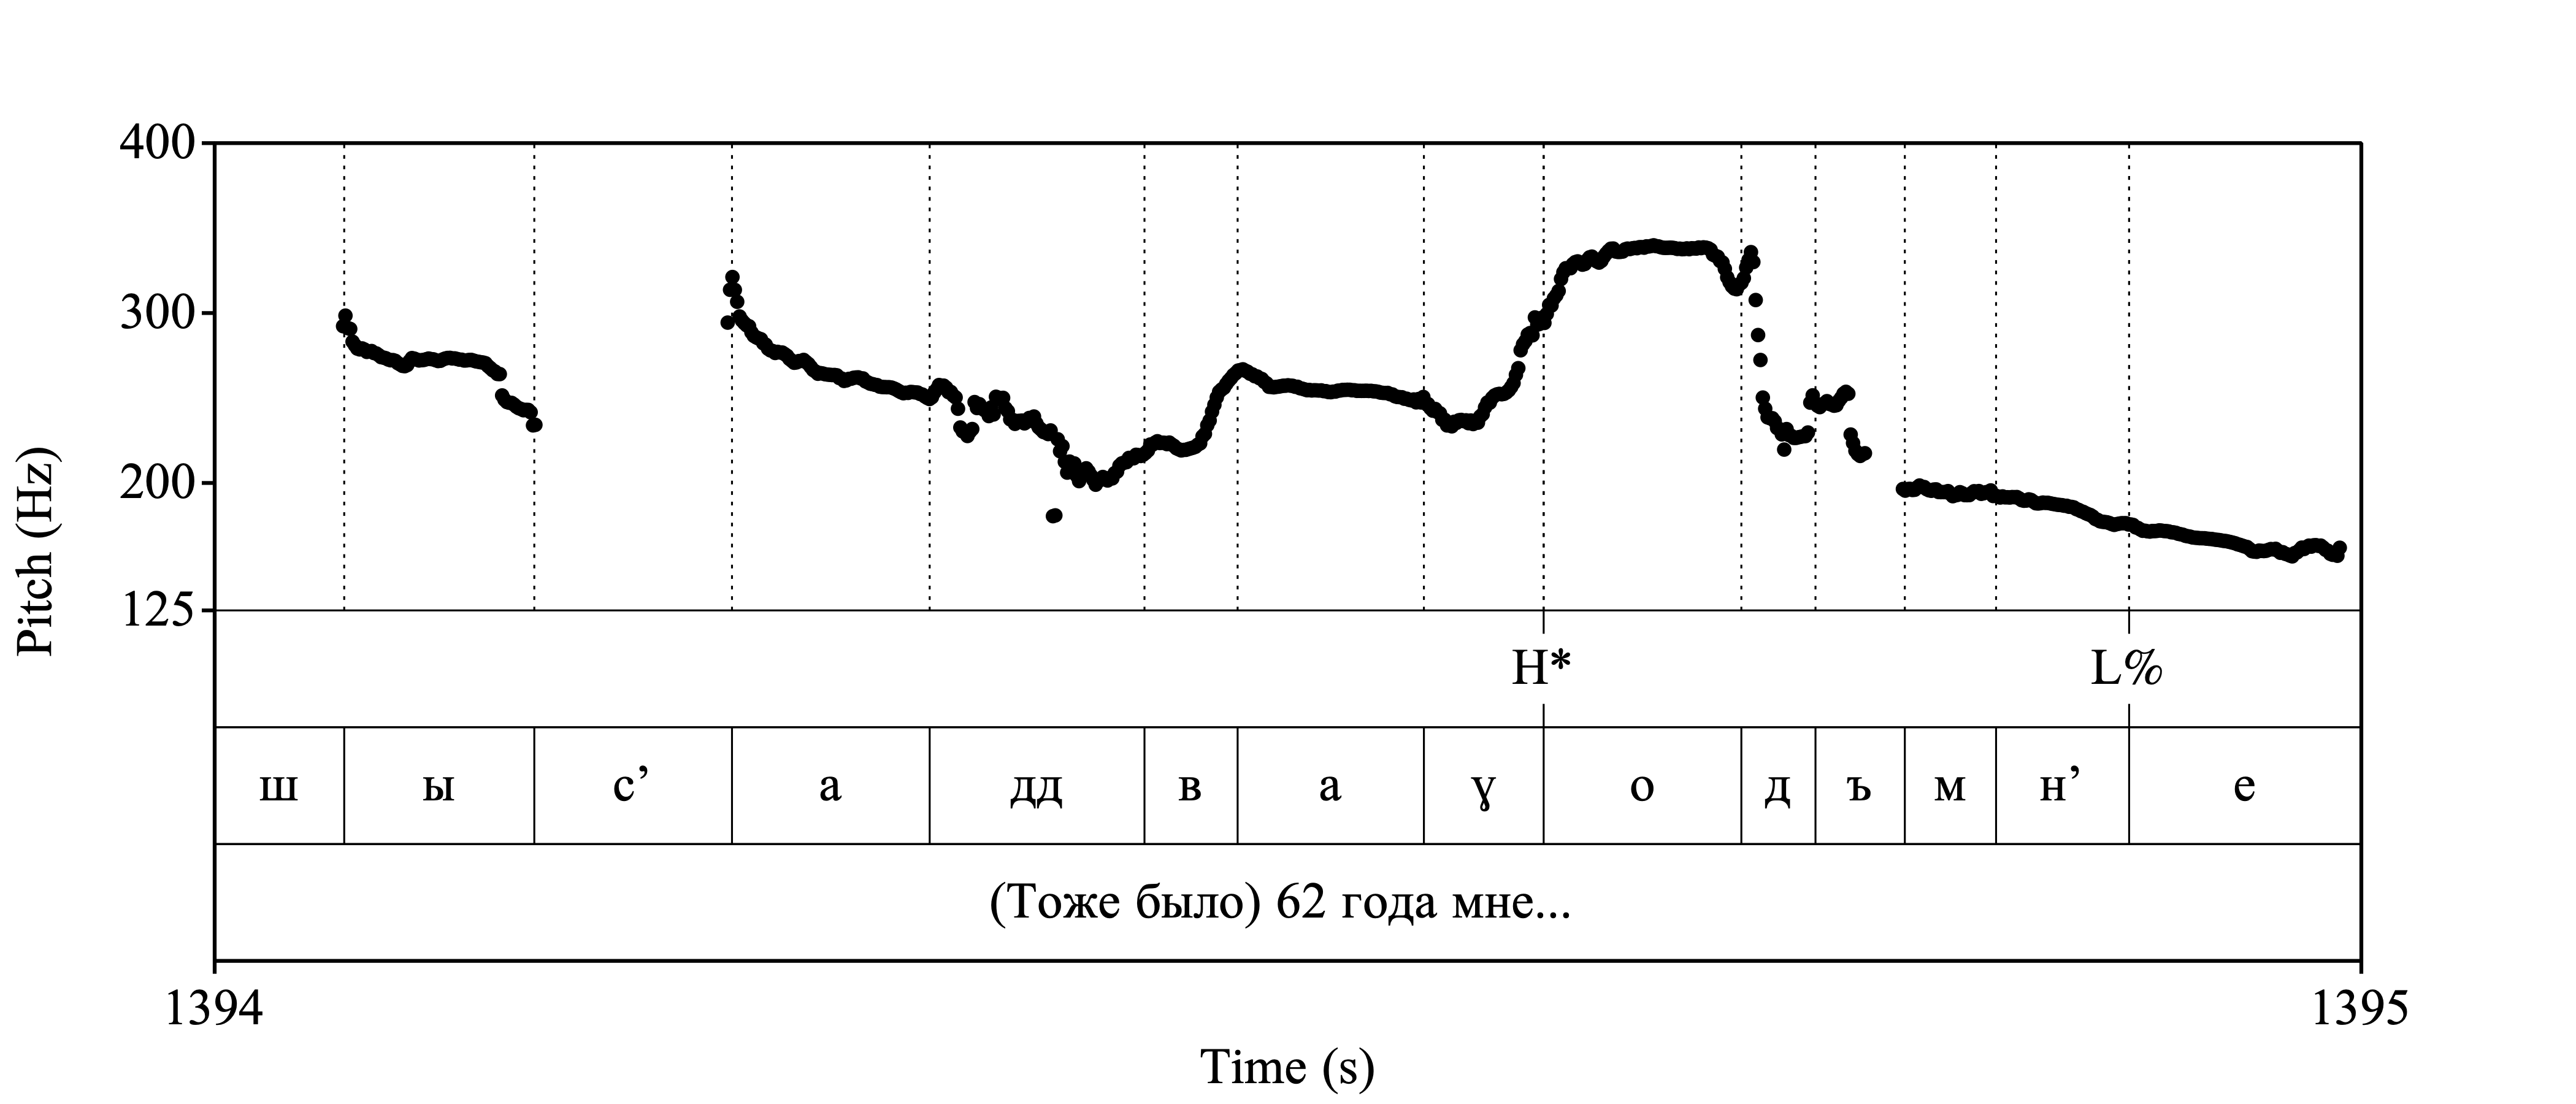 400
300
200
125
Pitch (Hz)
H* L%
ш ы с’ а дд в а ɣ о д ъ м н’ е
(Тоже было) 62 года мне...
1394 1395
Time (s)